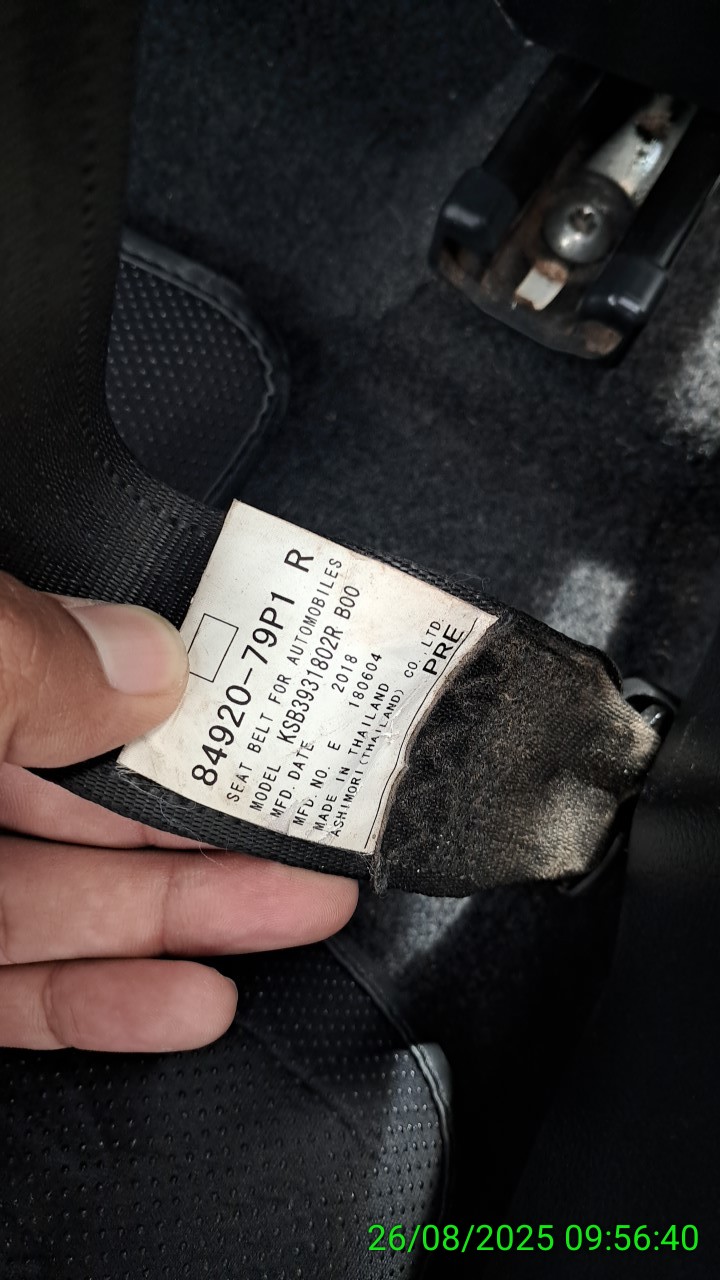 84920-79P1 R
SEAT BELT FOR AUTOMOBILES
MODEL KSB3931802R B00
MFD. DATE 2018
MFD. NO. E 180604
MADE IN THAILAND
ASHIMORI (THAILAND) CO., LTD.
PRE
26/08/2025 09:56:40